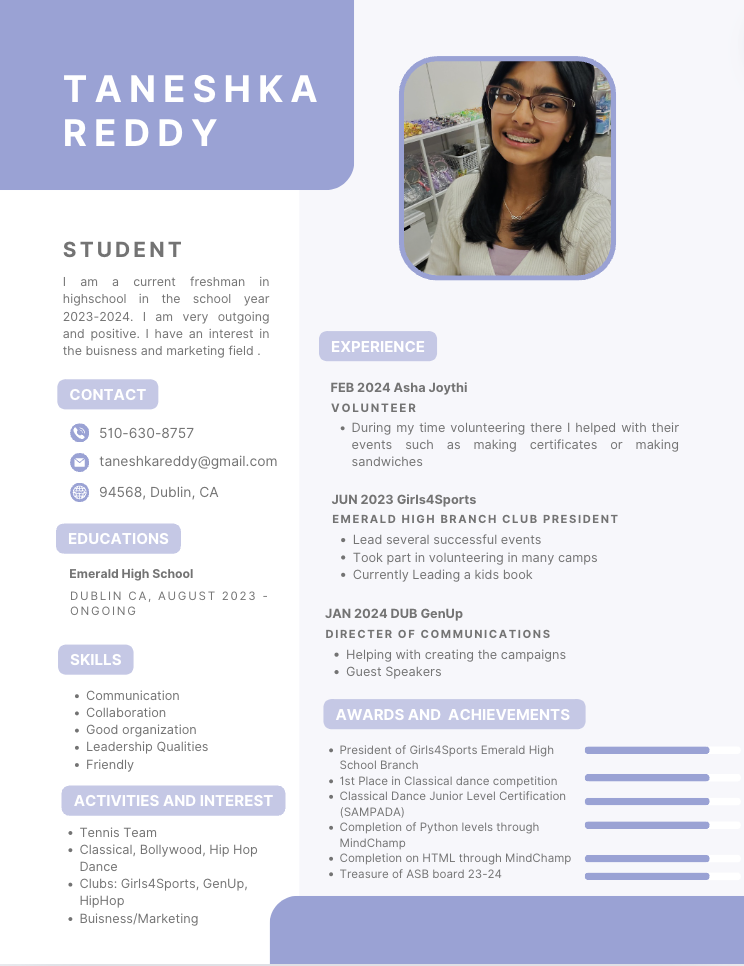 TANESHKA
REDDY
STUDENT
I am a current freshman in
highschool in the school year
2023-2024. I am very outgoing
and positive. I have an interest in
the buisness and marketing field .
CONTACT
510-630-8757
taneshkareddy@gmail.com
94568, Dublin, CA
EDUCATIONS
Emerald High School
DUBLIN CA, AUGUST 2023 -
ONGOING
SKILLS
• Communication
• Collaboration
• Good organization
• Leadership Qualities
• Friendly
ACTIVITIES AND INTEREST
• Tennis Team
• Classical, Bollywood, Hip Hop
Dance
• Clubs: Girls4Sports, GenUp,
HipHop
• Buisness/Marketing
EXPERIENCE
FEB 2024 Asha Joythi
VOLUNTEER
• During my time volunteering there I helped with their
events such as making certificates or making
sandwiches
JUN 2023 Girls4Sports
EMERALD HIGH BRANCH CLUB PRESIDENT
• Lead several successful events
• Took part in volunteering in many camps
• Currently Leading a kids book
JAN 2024 DUB GenUp
DIRECTER OF COMMUNICATIONS
• Helping with creating the campaigns
• Guest Speakers
AWARDS AND ACHIEVEMENTS
• President of Girls4Sports Emerald High
School Branch
• 1st Place in Classical dance competition
• Classical Dance Junior Level Certification
(SAMPADA)
• Completion of Python levels through
MindChamp
• Completion on HTML through MindChamp
• Treasure of ASB board 23-24